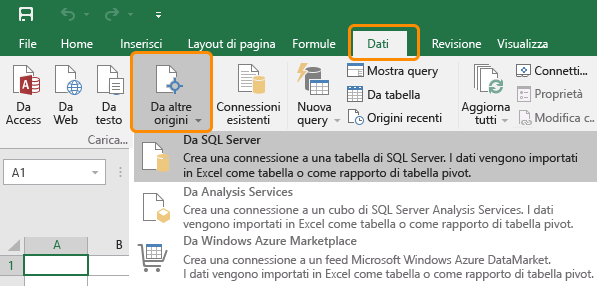 File Home Inserisci Layout di pagina Formule Dati Revisione Visualizza
Da Access
Da Web
Da testo
Da altre origini
Connessioni esistenti
Nuova query
Mostra query
Da tabella
Origini recenti
Aggiorna tutti
Connetti...
Proprietà
Modifica c...
Carica...
A1
Da SQL Server
Crea una connessione a una tabella di SQL Server. I dati vengono importati
in Excel come tabella o come rapporto di tabella pivot.
Da Analysis Services
Crea una connessione a un cubo di SQL Server Analysis Services. I dati
vengono importati in Excel come tabella o come rapporto di tabella pivot.
Da Windows Azure Marketplace
Crea una connessione a un feed Microsoft Windows Azure DataMarket.
I dati vengono importati in Excel come tabella o come rapporto di tabella pivot.
A B
1